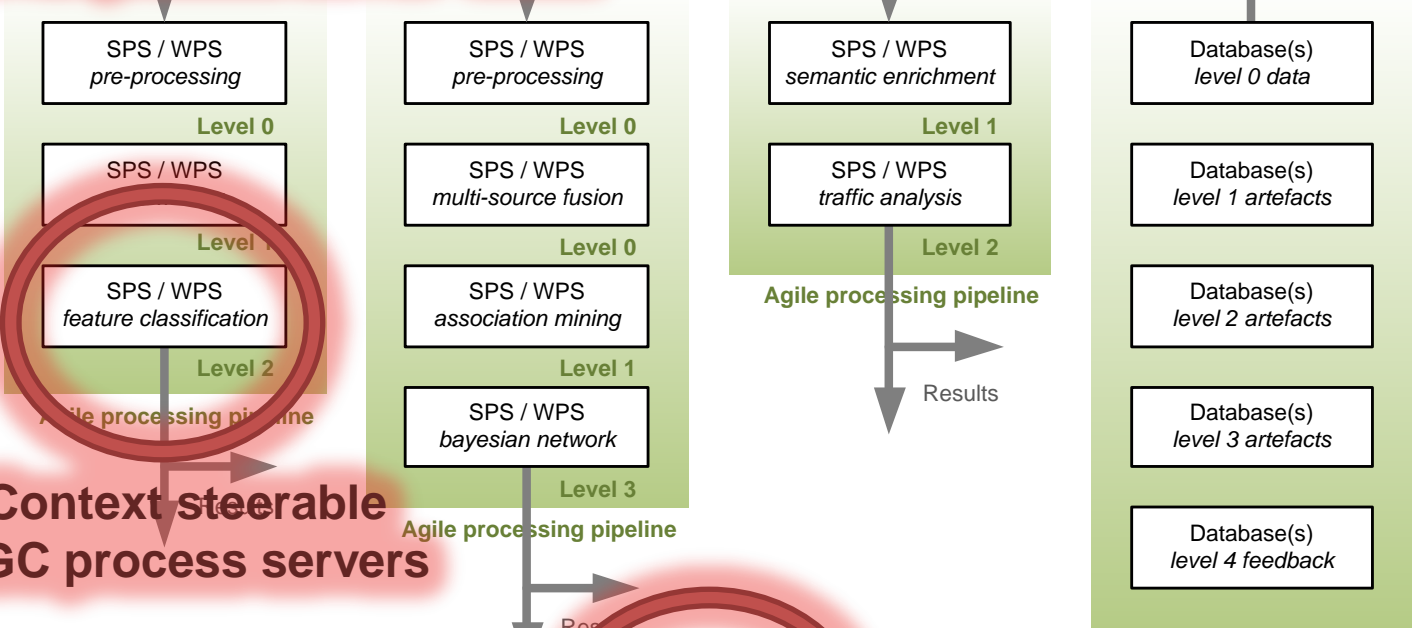 SPS / WPS
pre-processing
Level 0
SPS / WPS
Level 1
SPS / WPS
feature classification
Level 2
Agile processing pipeline
Results
Context steerable
GC process servers
SPS / WPS
pre-processing
Level 0
SPS / WPS
multi-source fusion
Level 0
SPS / WPS
association mining
Level 1
SPS / WPS
bayesian network
Level 3
Agile processing pipeline
SPS / WPS
semantic enrichment
Level 1
SPS / WPS
traffic analysis
Level 2
Agile processing pipeline
Results
Database(s)
level 0 data
Database(s)
level 1 artefacts
Database(s)
level 2 artefacts
Database(s)
level 3 artefacts
Database(s)
level 4 feedback